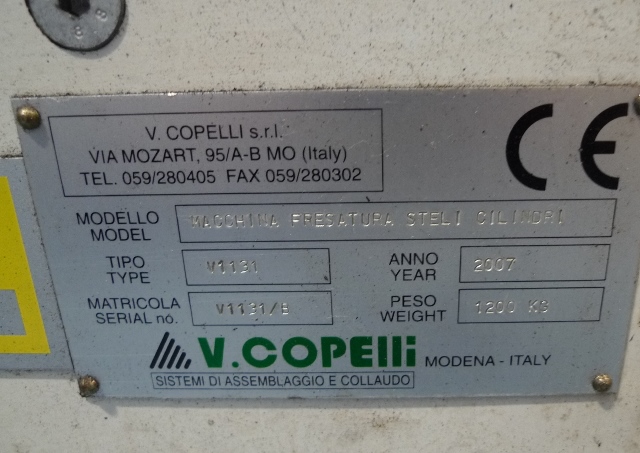 8 8
V. COPELLI s.r.l.
VIA MOZART, 95/A-B MO (Italy)
TEL. 059/280405 FAX 059/280302
CE
MODELLO
MODEL
MACCHINA FRESATURA STELI CILINDRI
TIPO
TYPE
V1131
ANNO
YEAR
2007
MATRICOLA
SERIAL no.
V1131/B
PESO
WEIGHT
1200 KG
V.COPELLI
MODENA - ITALY
SISTEMI DI ASSEMBLAGGIO E COLLAUDO